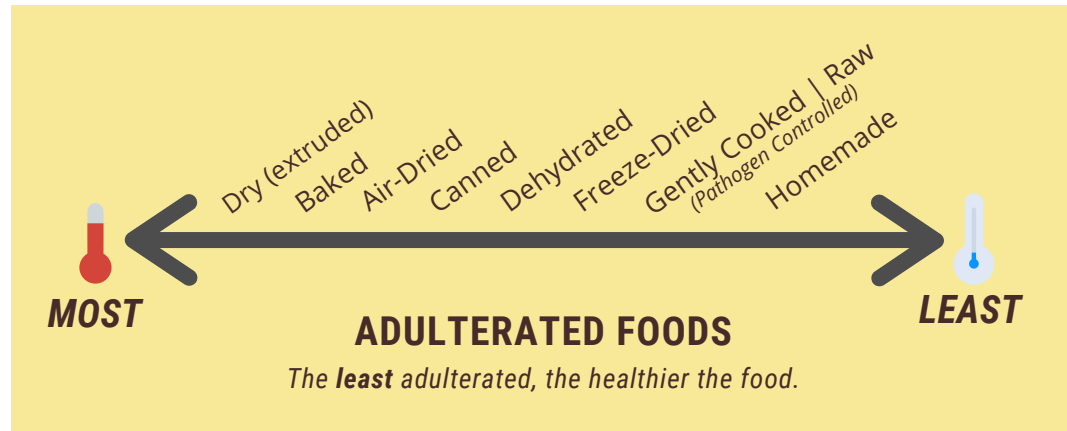 Dry (extruded)
Baked
Air-Dried
Canned
Dehydrated
Freeze-Dried
Gently Cooked | Raw
(Pathogen Controlled)
Homemade
MOST
LEAST
ADULTERATED FOODS
The least adulterated, the healthier the food.